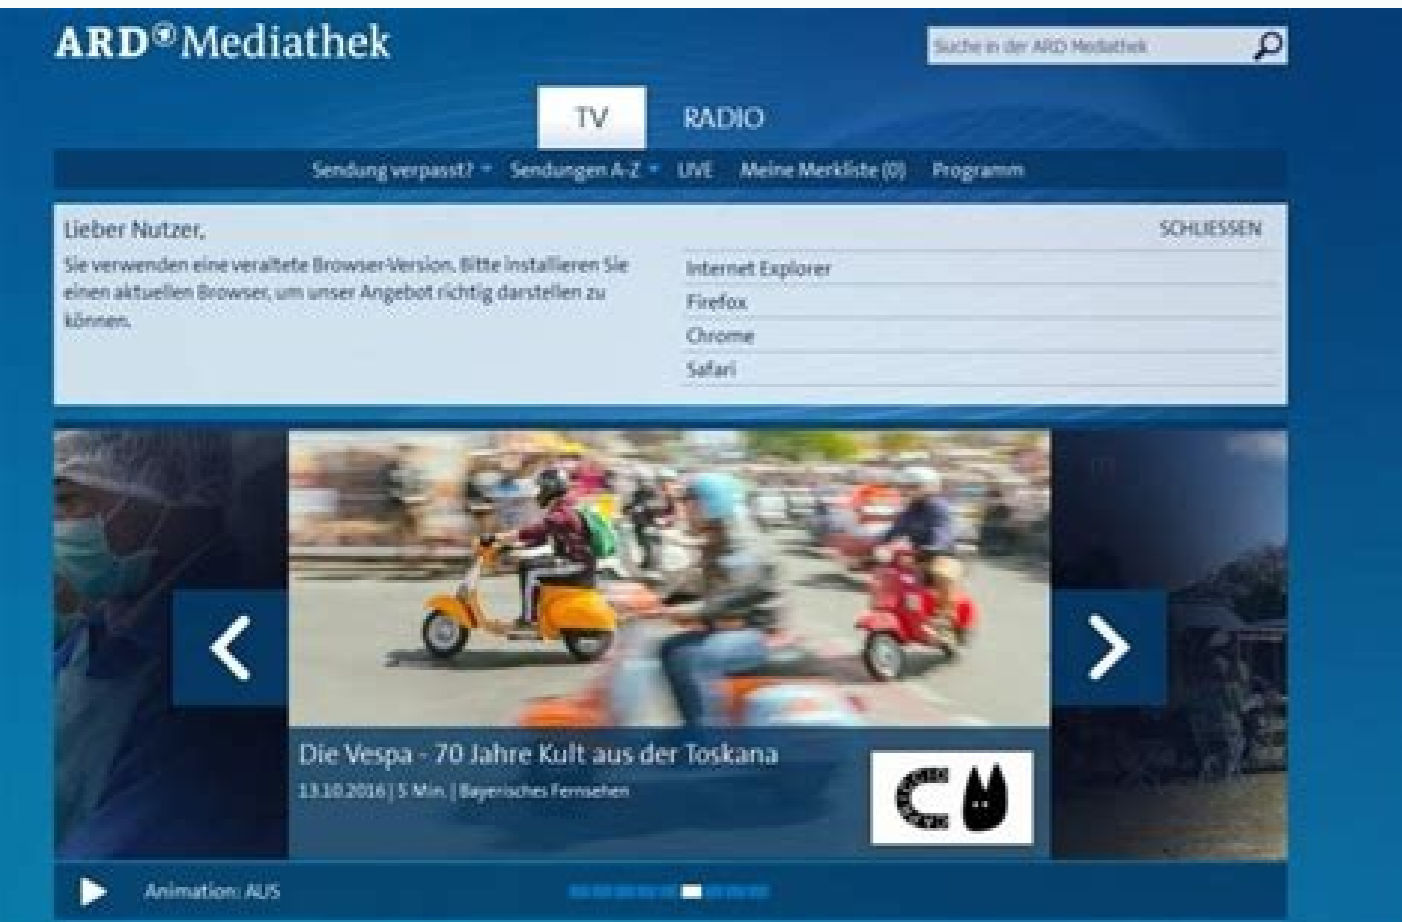 ARD Mediathek
Suche in der ARD Mediathek
TV RADIO
Sendung verpasst? Sendungen A-Z LIVE Meine Merkliste (0) Programm
Lieber Nutzer,
SCHLIESSEN
Sie verwenden eine veraltete Browser-Version. Bitte installieren Sie
einen aktuellen Browser, um unser Angebot richtig darstellen zu
können.
Internet Explorer
Firefox
Chrome
Safari
Die Vespa - 70 Jahre Kult aus der Toskana
13.10.2016 | 5 Min. | Bayerisches Fernsehen
CAPRICCIO
Animation: AUS